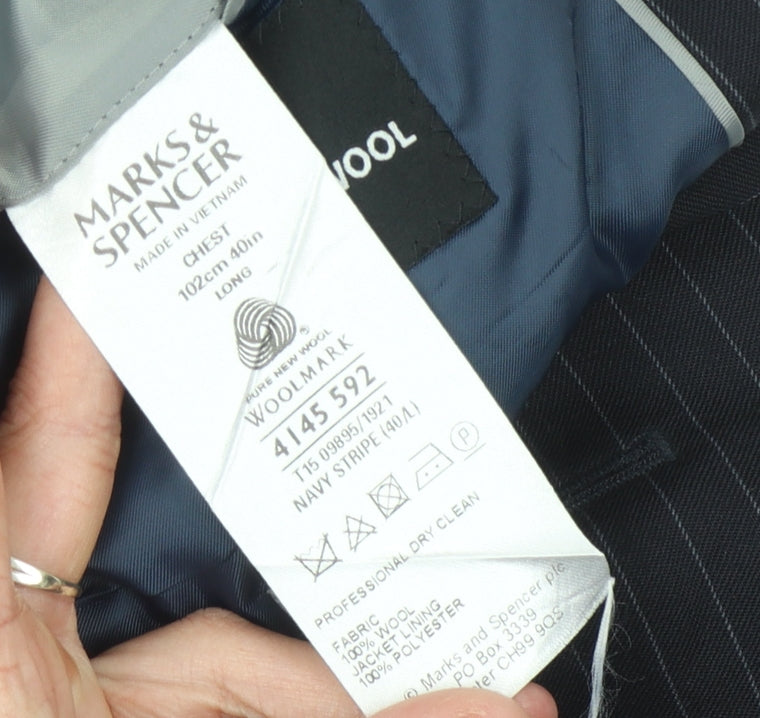 MARKS &
SPENCER
MADE IN VIETNAM
CHEST
102cm 40in
LONG
®
PURE NEW WOOL
WOOLMARK
4145 592
T15 09895/1921
NAVY STRIPE (40/L)
P
PROFESSIONAL DRY CLEAN
FABRIC
100% WOOL
JACKET LINING
100% POLYESTER
© Marks and Spencer plc
PO Box 3339
CH99 9QS
WOOL